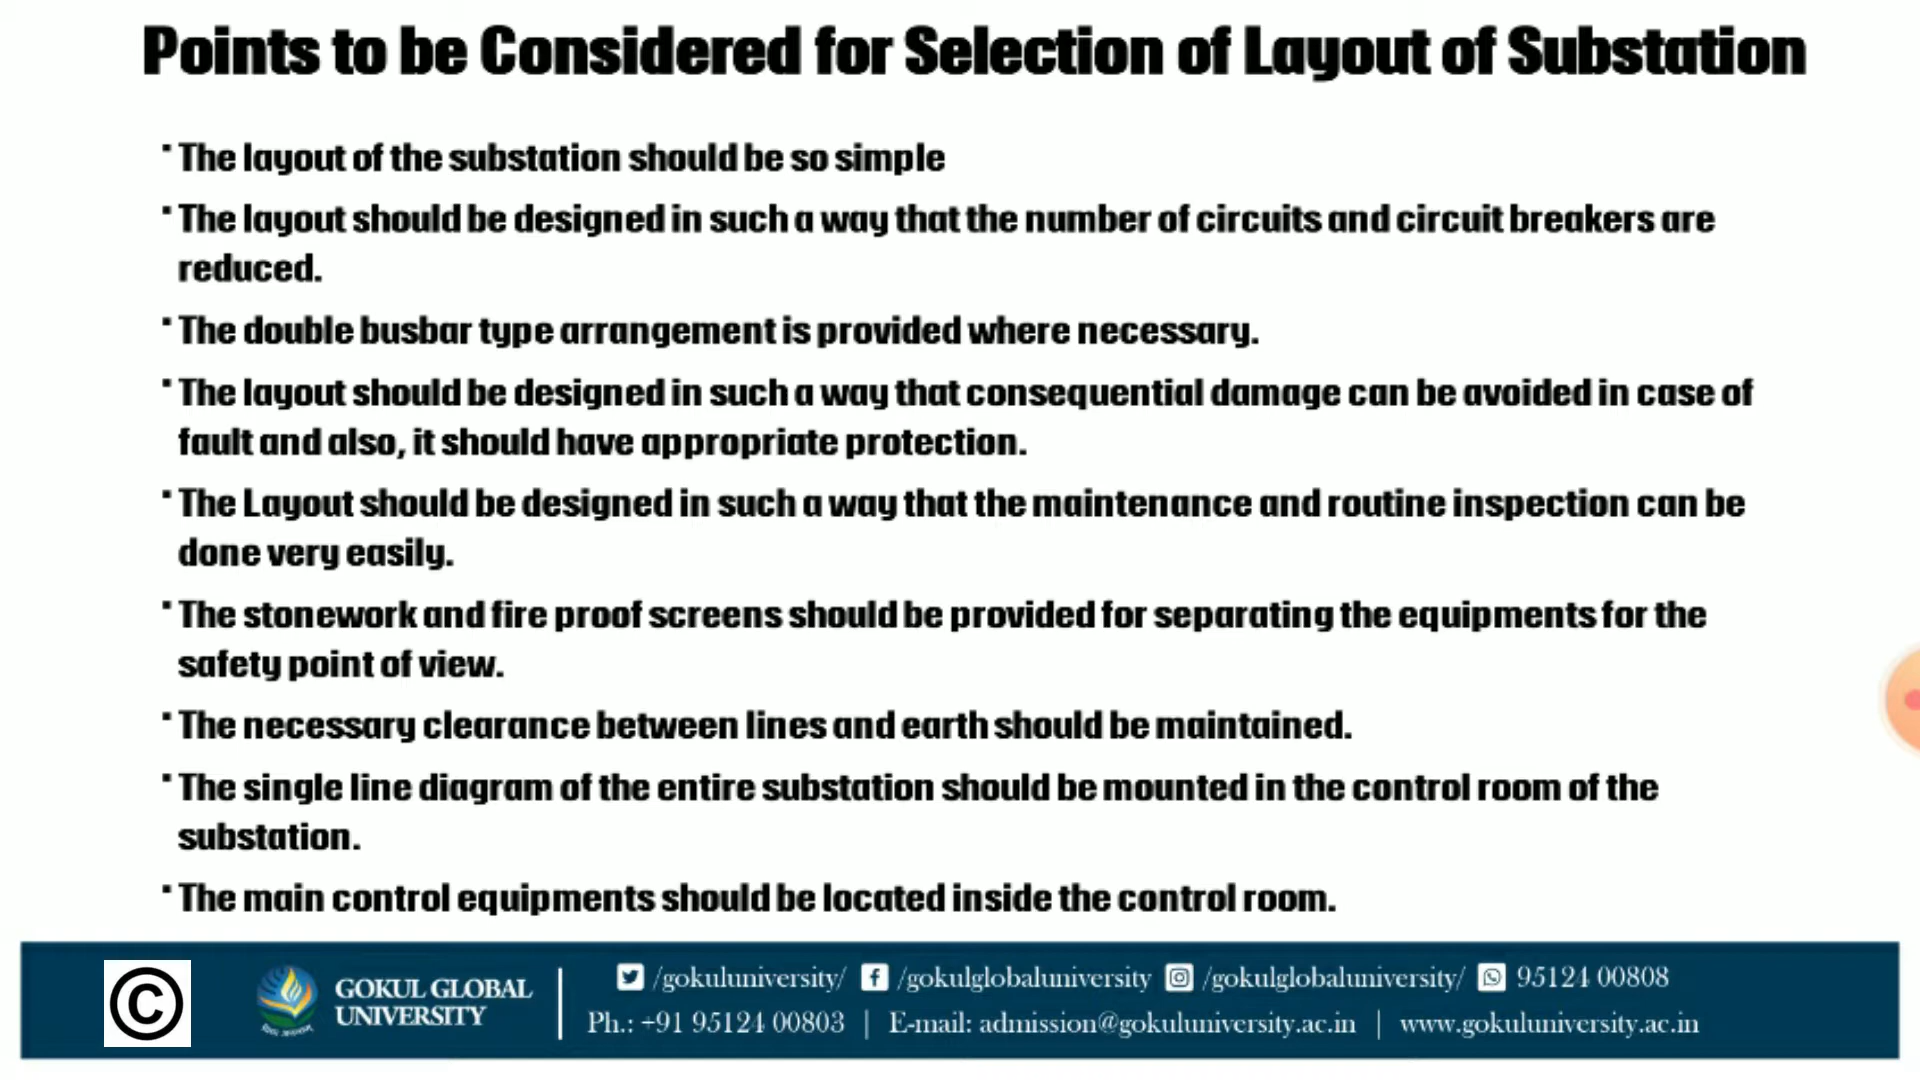 Points to be Considered for Selection of Layout of Substation
The layout of the substation should be so simple
The layout should be designed in such a way that the number of circuits and circuit breakers are
reduced.
The double busbar type arrangement is provided where necessary.
The layout should be designed in such a way that consequential damage can be avoided in case of
fault and also, it should have appropriate protection.
The Layout should be designed in such a way that the maintenance and routine inspection can be
done very easily.
The stonework and fire proof screens should be provided for separating the equipments for the
safety point of view.
The necessary clearance between lines and earth should be maintained.
The single line diagram of the entire substation should be mounted in the control room of the
substation.
The main control equipments should be located inside the control room.
©
GOKUL GLOBAL
UNIVERSITY
/gokuluniversity/ /gokulglobaluniversity /gokulglobaluniversity/ 95124 00808
Ph.: +91 95124 00803 | E-mail: admission@gokuluniversity.ac.in | www.gokuluniversity.ac.in